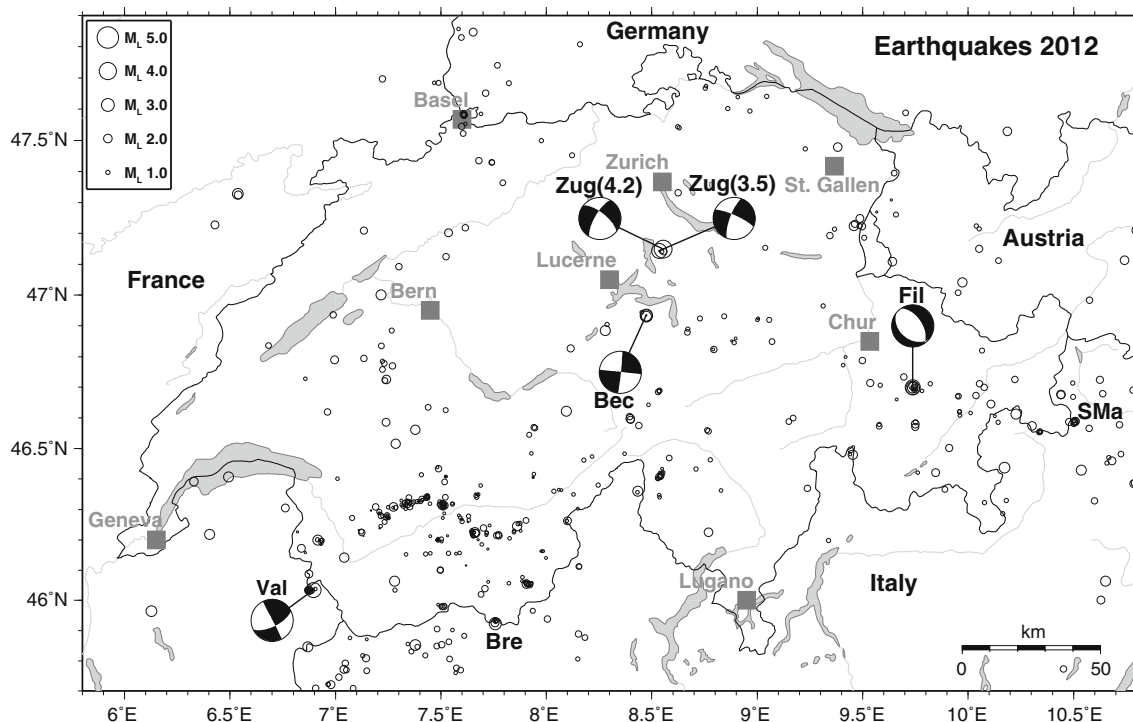 M_L 5.0
M_L 4.0
M_L 3.0
M_L 2.0
M_L 1.0
Germany
Earthquakes 2012
Basel
47.5°N
Zurich
Zug(4.2)
Zug(3.5)
St. Gallen
Austria
France
Lucerne
47°N
Bern
Fil
Chur
Bec
SMa
46.5°N
Geneva
Val
Lugano
Italy
46°N
Bre
km
0
50
6°E
6.5°E
7°E
7.5°E
8°E
8.5°E
9°E
9.5°E
10°E
10.5°E